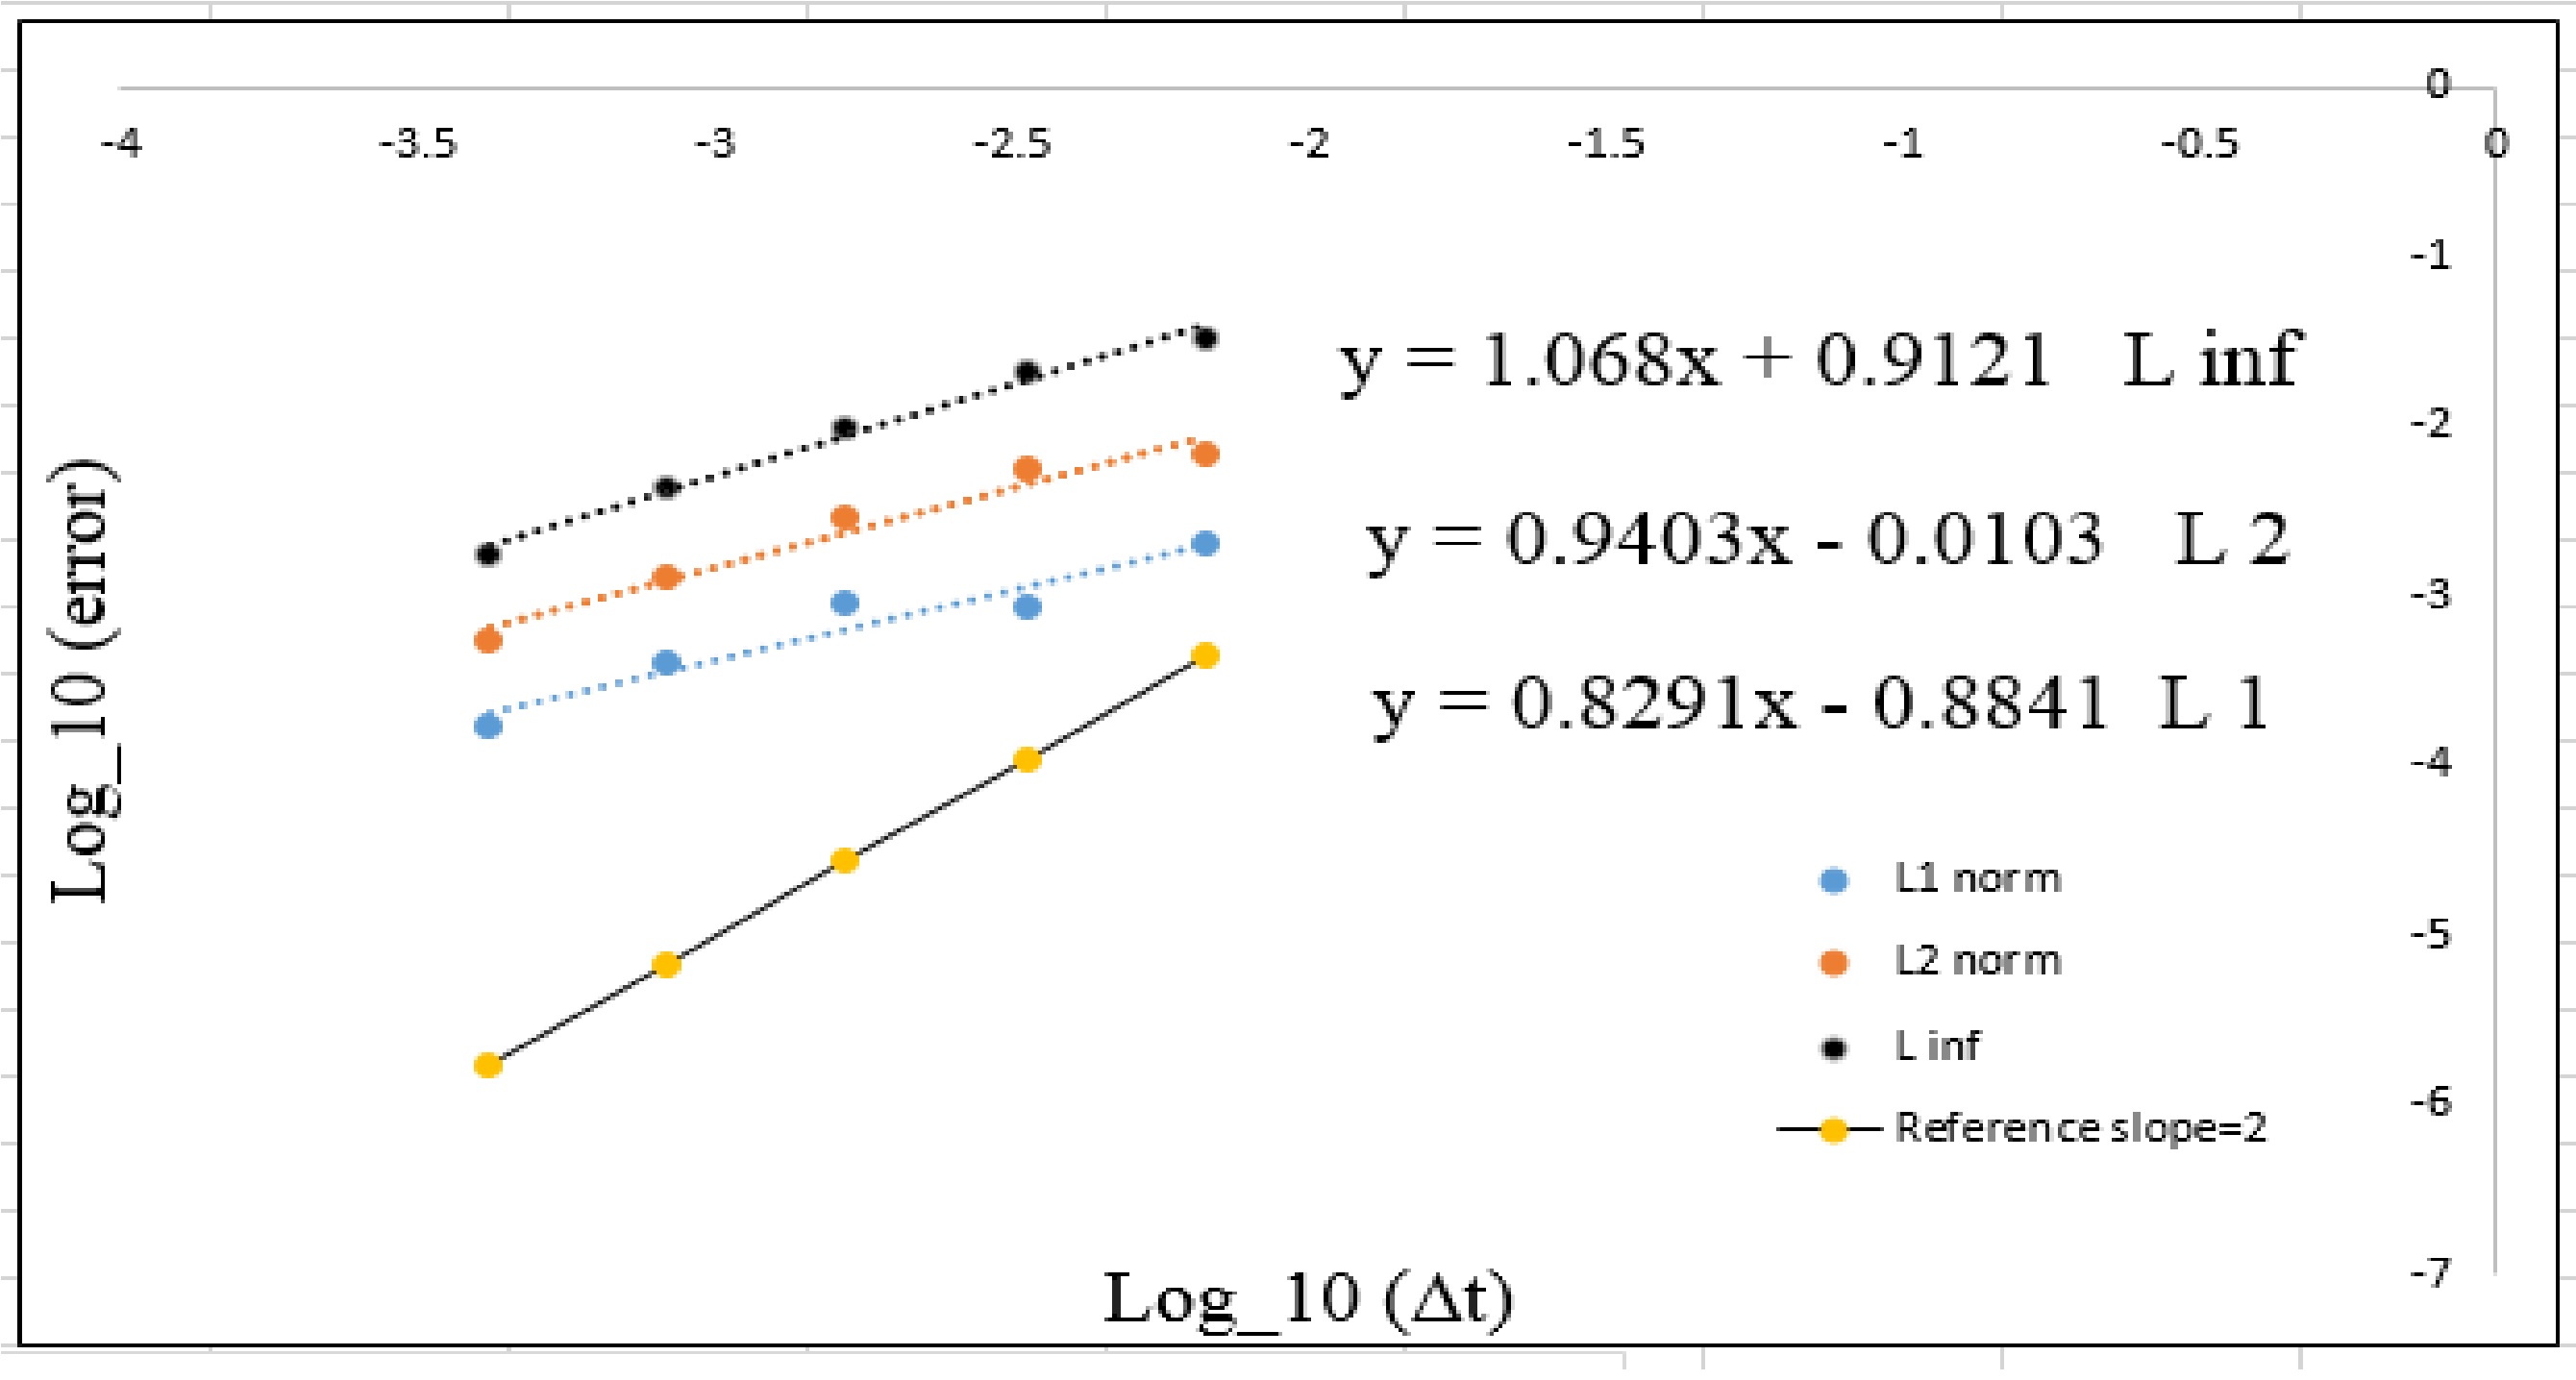 0
-4 -3.5 -3 -2.5 -2 -1.5 -1 -0.5 0
-1
y = 1.068x + 0.9121 L inf
-2
y = 0.9403x - 0.0103 L 2
-3
y = 0.8291x - 0.8841 L 1
-4
Log_10 (error)
L1 norm
-5
L2 norm
L inf
-6
Reference slope=2
-7
Log_10 (Δt)